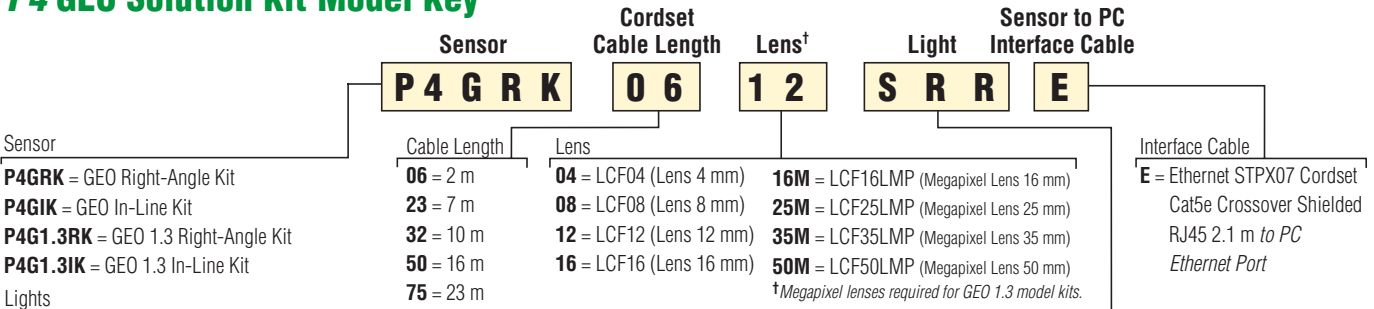 P4 GEO Solution Kit Model Key
Sensor
Cordset
Cable Length
Lens†
Light
Sensor to PC
Interface Cable
P4GRK 06 12 SRR E
Sensor
P4GRK = GEO Right-Angle Kit
P4GIK = GEO In-Line Kit
P4G1.3RK = GEO 1.3 Right-Angle Kit
P4G1.3IK = GEO 1.3 In-Line Kit
Lights
Cable Length
06 = 2 m
23 = 7 m
32 = 10 m
50 = 16 m
75 = 23 m
Lens
04 = LCF04 (Lens 4 mm)
08 = LCF08 (Lens 8 mm)
12 = LCF12 (Lens 12 mm)
16 = LCF16 (Lens 16 mm)
16M = LCF16LMP (Megapixel Lens 16 mm)
25M = LCF25LMP (Megapixel Lens 25 mm)
35M = LCF35LMP (Megapixel Lens 35 mm)
50M = LCF50LMP (Megapixel Lens 50 mm)
†Megapixel lenses required for GEO 1.3 model kits.
Interface Cable
E = Ethernet STPX07 Cordset
Cat5e Crossover Shielded
RJ45 2.1 m to PC
Ethernet Port